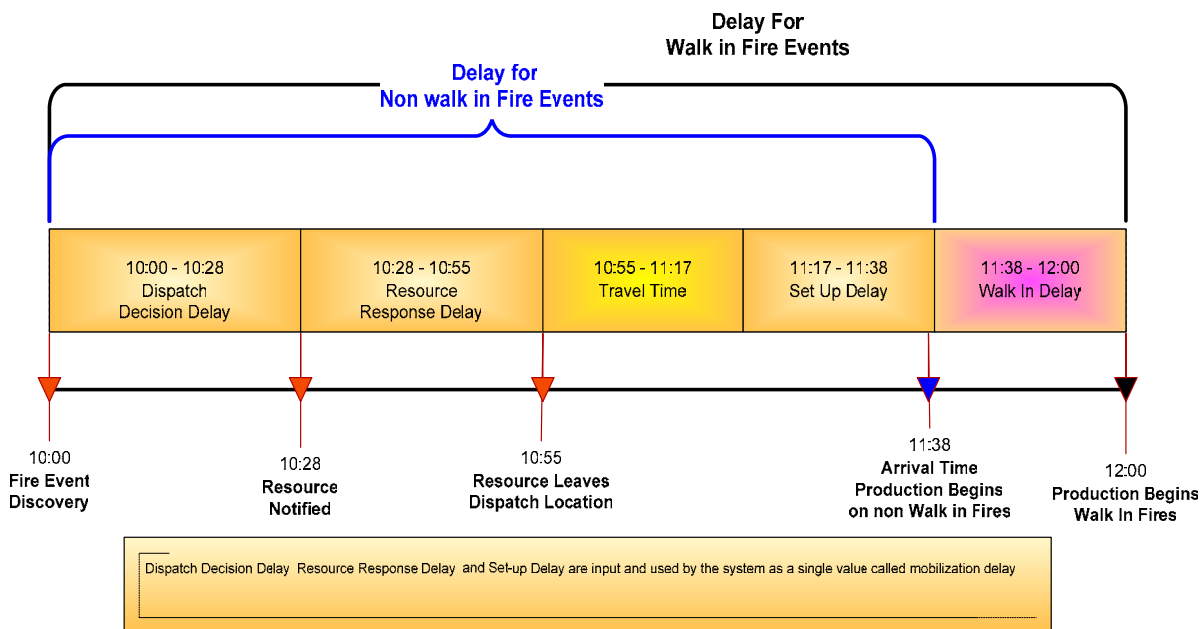 Delay For
Walk in Fire Events
Delay for
Non walk in Fire Events
10:00 - 10:28
Dispatch
Decision Delay
10:28 - 10:55
Resource
Response Delay
10:55 - 11:17
Travel Time
11:17 - 11:38
Set Up Delay
11:38 - 12:00
Walk In Delay
10:00
Fire Event
Discovery
10:28
Resource
Notified
10:55
Resource Leaves
Dispatch Location
11:38
Arrival Time
Production Begins
on non Walk in Fires
12:00
Production Begins
Walk In Fires
Dispatch Decision Delay Resource Response Delay and Set-up Delay are input and used by the system as a single value called mobilization delay